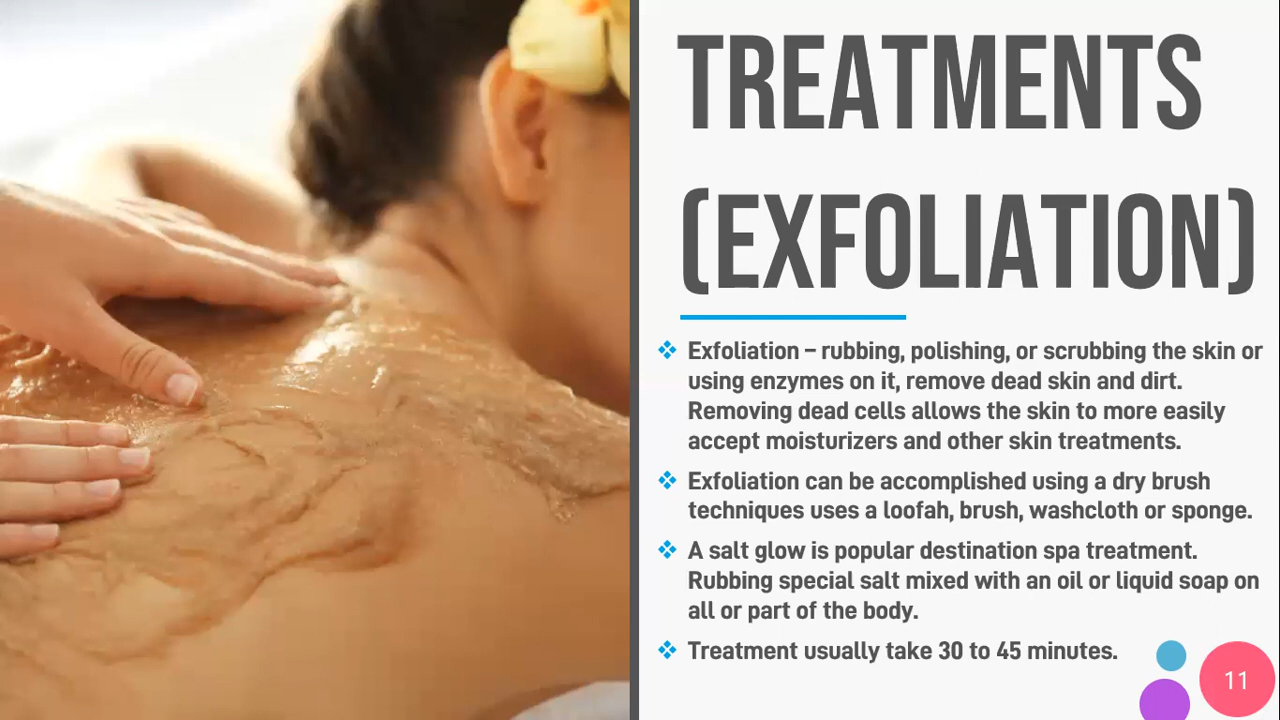 TREATMENTS
(EXFOLIATION)
❖ Exfoliation – rubbing, polishing, or scrubbing the skin or
using enzymes on it, remove dead skin and dirt.
Removing dead cells allows the skin to more easily
accept moisturizers and other skin treatments.
❖ Exfoliation can be accomplished using a dry brush
techniques uses a loofah, brush, washcloth or sponge.
❖ A salt glow is popular destination spa treatment.
Rubbing special salt mixed with an oil or liquid soap on
all or part of the body.
❖ Treatment usually take 30 to 45 minutes.
11